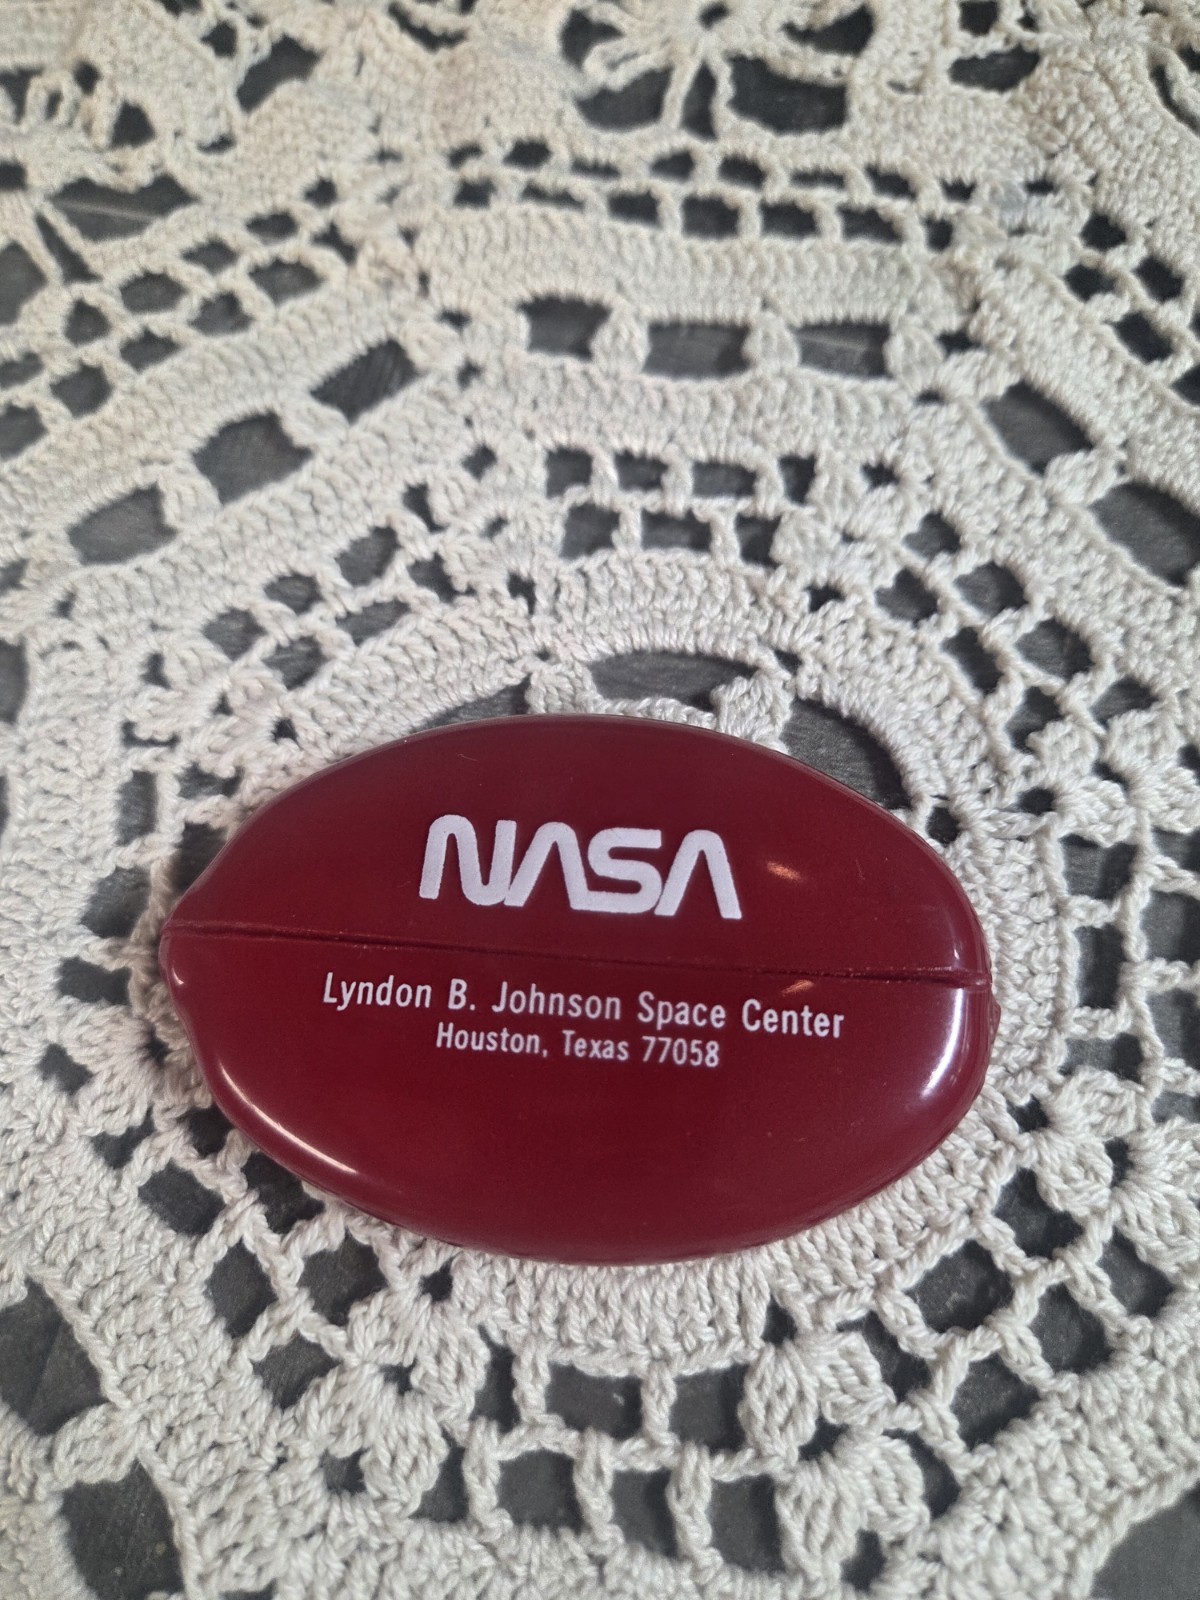 NASA
Lyndon B. Johnson Space Center
Houston, Texas 77058